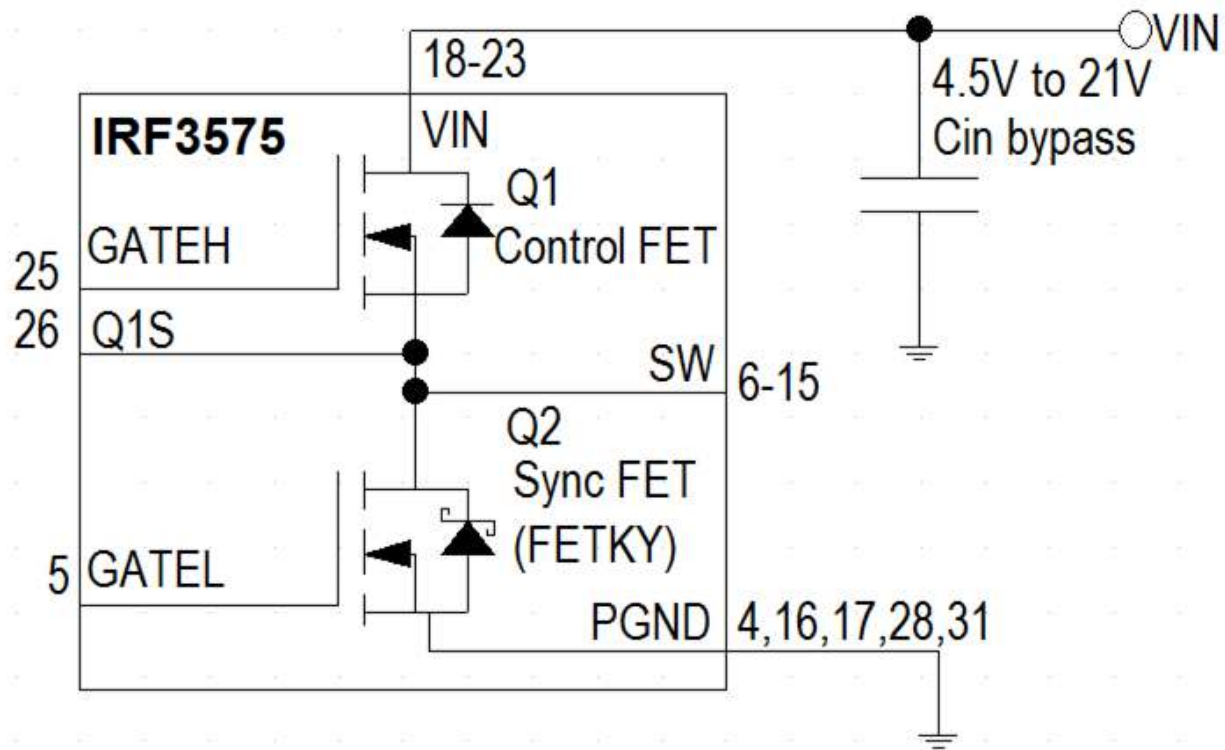 VIN
18-23
4.5V to 21V
Cin bypass
IRF3575
VIN
Q1
Control FET
25
GATEH
26
Q1S
SW
6-15
Q2
Sync FET
(FETKY)
5
GATEL
PGND
4,16,17,28,31